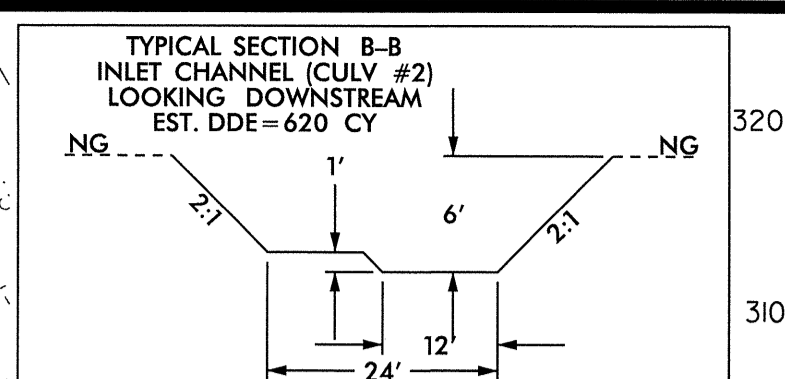 TYPICAL SECTION B–B
INLET CHANNEL (CULV #2)
LOOKING DOWNSTREAM
EST. DDE=620 CY
320
NG
NG
1'
2:1
6'
2:1
310
12'
24'